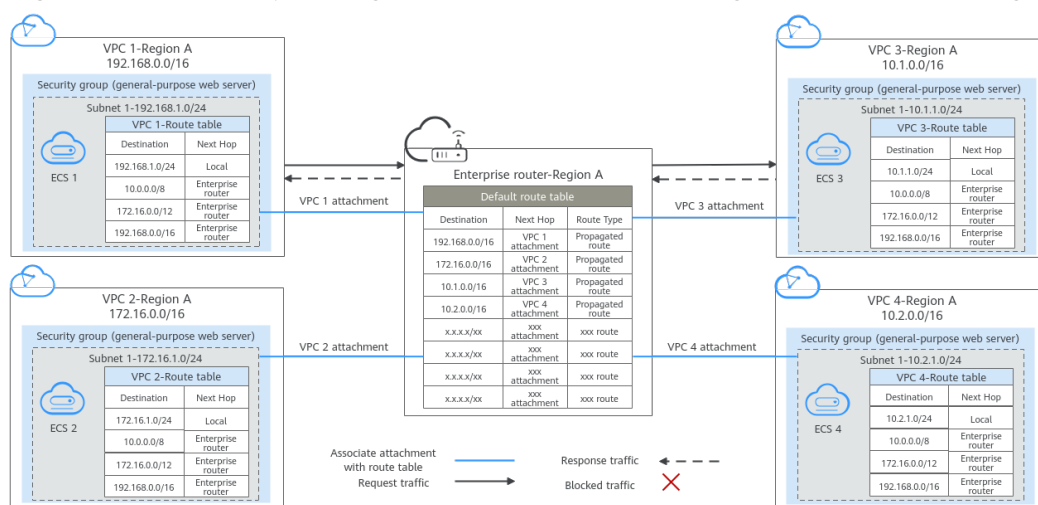 VPC 1-Region A
192.168.0.0/16
Security group (general-purpose web server)
Subnet 1-192.168.1.0/24
ECS 1
VPC 1-Route table
Destination Next Hop
192.168.1.0/24 Local
10.0.0.0/8 Enterprise router
172.16.0.0/12 Enterprise router
192.168.0.0/16 Enterprise router
VPC 2-Region A
172.16.0.0/16
Security group (general-purpose web server)
Subnet 1-172.16.1.0/24
ECS 2
VPC 2-Route table
Destination Next Hop
172.16.1.0/24 Local
10.0.0.0/8 Enterprise router
172.16.0.0/12 Enterprise router
192.168.0.0/16 Enterprise router
VPC 1 attachment
VPC 2 attachment
Enterprise router-Region A
Default route table
Destination Next Hop Route Type
192.168.0.0/16 VPC 1 attachment Propagated route
172.16.0.0/16 VPC 2 attachment Propagated route
10.1.0.0/16 VPC 3 attachment Propagated route
10.2.0.0/16 VPC 4 attachment Propagated route
x.x.x.x/xx xxx attachment xxx route
x.x.x.x/xx xxx attachment xxx route
x.x.x.x/xx xxx attachment xxx route
x.x.x.x/xx xxx attachment xxx route
VPC 3 attachment
VPC 4 attachment
VPC 3-Region A
10.1.0.0/16
Security group (general-purpose web server)
Subnet 1-10.1.1.0/24
ECS 3
VPC 3-Route table
Destination Next Hop
10.1.1.0/24 Local
10.0.0.0/8 Enterprise router
172.16.0.0/12 Enterprise router
192.168.0.0/16 Enterprise router
VPC 4-Region A
10.2.0.0/16
Security group (general-purpose web server)
Subnet 1-10.2.1.0/24
ECS 4
VPC 4-Route table
Destination Next Hop
10.2.1.0/24 Local
10.0.0.0/8 Enterprise router
172.16.0.0/12 Enterprise router
192.168.0.0/16 Enterprise router
Associate attachment
with route table
Request traffic
Response traffic
Blocked traffic